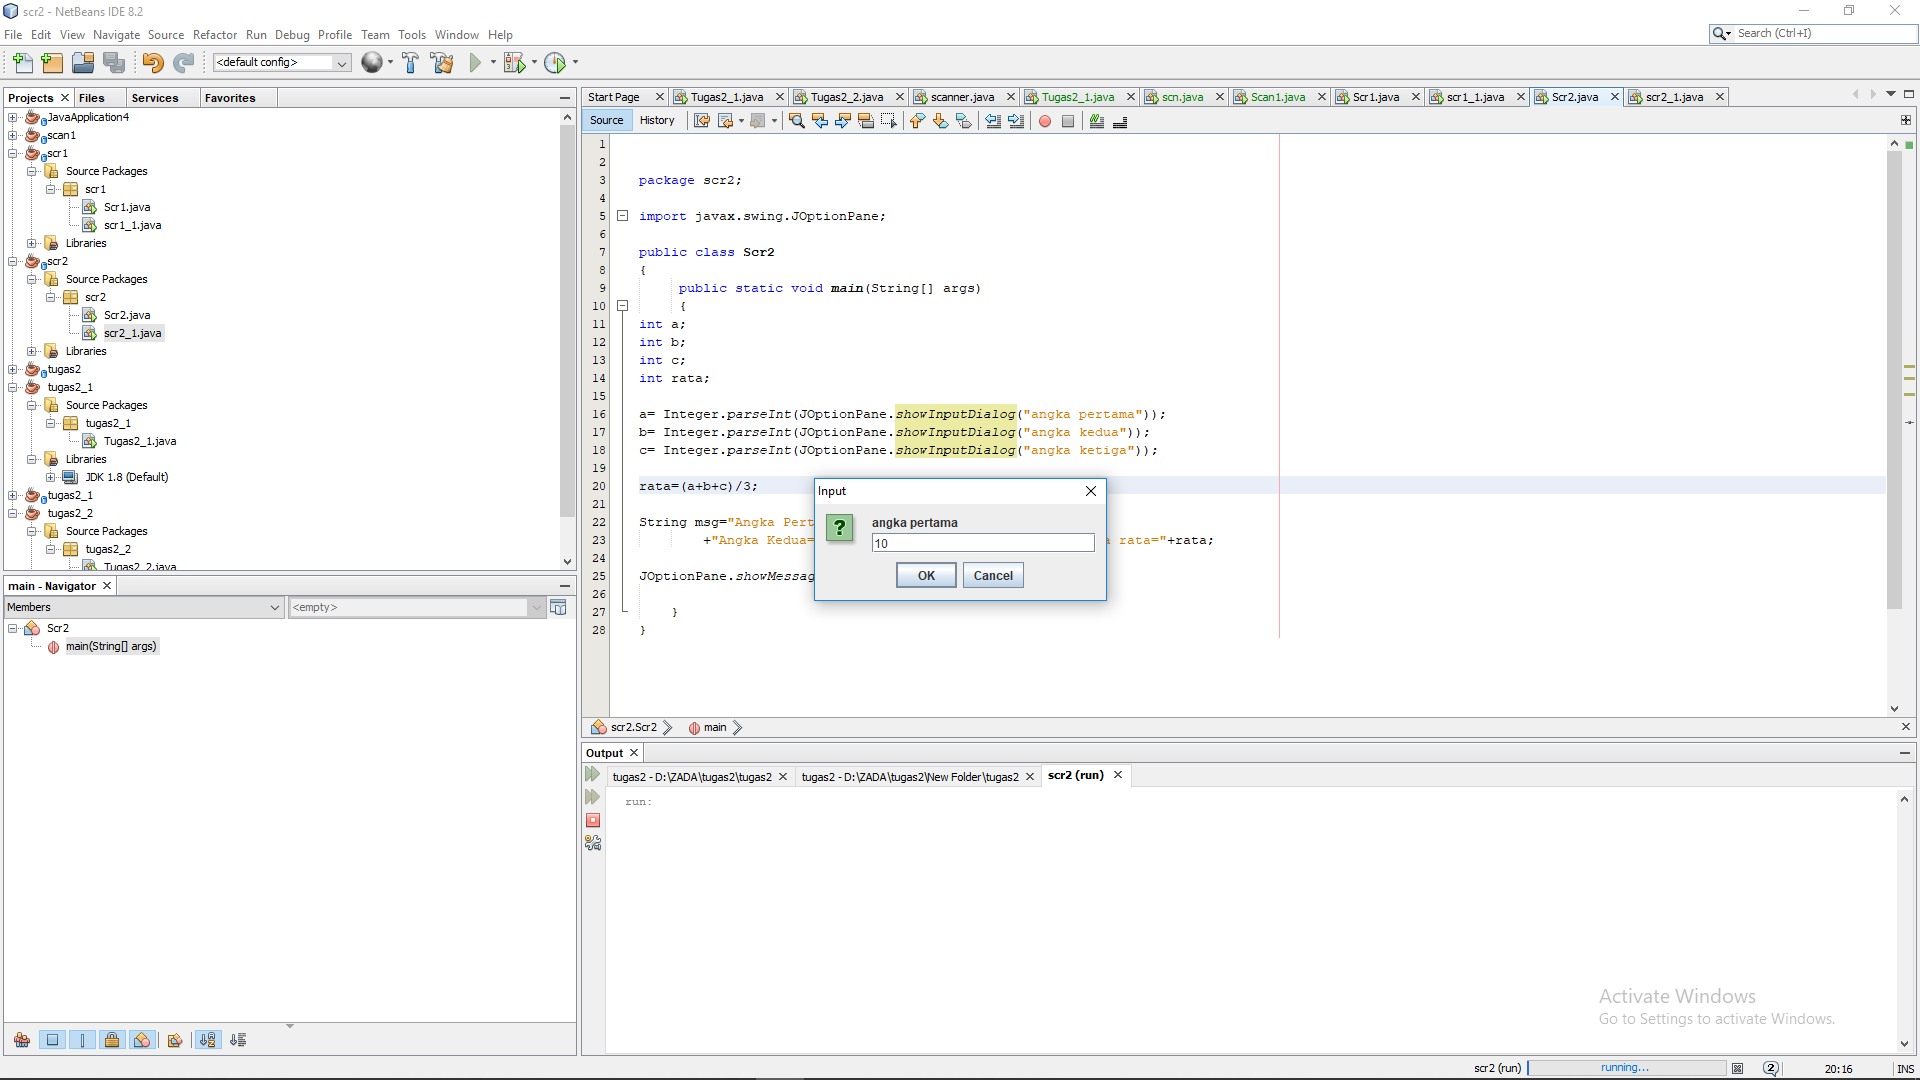 scr2 - NetBeans IDE 8.2
File Edit View Navigate Source Refactor Run Debug Profile Team Tools Window Help
Search (Ctrl+I)
<default config>
Projects Files Services Favorites
JavaApplication4
scan1
scr1
Source Packages
scr1
Scr1.java
scr1_1.java
Libraries
scr2
Source Packages
scr2
Scr2.java
scr2_1.java
Libraries
tugas2
tugas2_1
Source Packages
tugas2_1
Tugas2_1.java
Libraries
JDK 1.8 (Default)
tugas2_1
tugas2_2
Source Packages
tugas2_2
Tugas2_2.java
main - Navigator
Members <empty>
Scr2
main(String[] args)
Start Page Tugas2_1.java Tugas2_2.java scanner.java Tugas2_1.java scn.java Scan1.java Scr1.java scr1_1.java Scr2.java scr2_1.java
Source History
1
2
3 package scr2;
4
5 import javax.swing.JOptionPane;
6
7 public class Scr2
8 {
9 public static void main(String[] args)
10 {
11 int a;
12 int b;
13 int c;
14 int rata;
15
16 a= Integer.parseInt(JOptionPane.showInputDialog("angka pertama"));
17 b= Integer.parseInt(JOptionPane.showInputDialog("angka kedua"));
18 c= Integer.parseInt(JOptionPane.showInputDialog("angka ketiga"));
19
20 rata=(a+b+c)/3;
21
22 String msg="Angka Pert
23 +"Angka Kedua= rata="+rata;
24
25 JOptionPane.showMessag
26
27 }
28 }
Input
angka pertama
10
OK Cancel
scr2.Scr2 main
Output
tugas2 - D:\ZADA\tugas2\tugas2 tugas2 - D:\ZADA\tugas2\New Folder\tugas2 scr2 (run)
run:
Activate Windows
Go to Settings to activate Windows.
scr2 (run) running... 2 20:16 INS